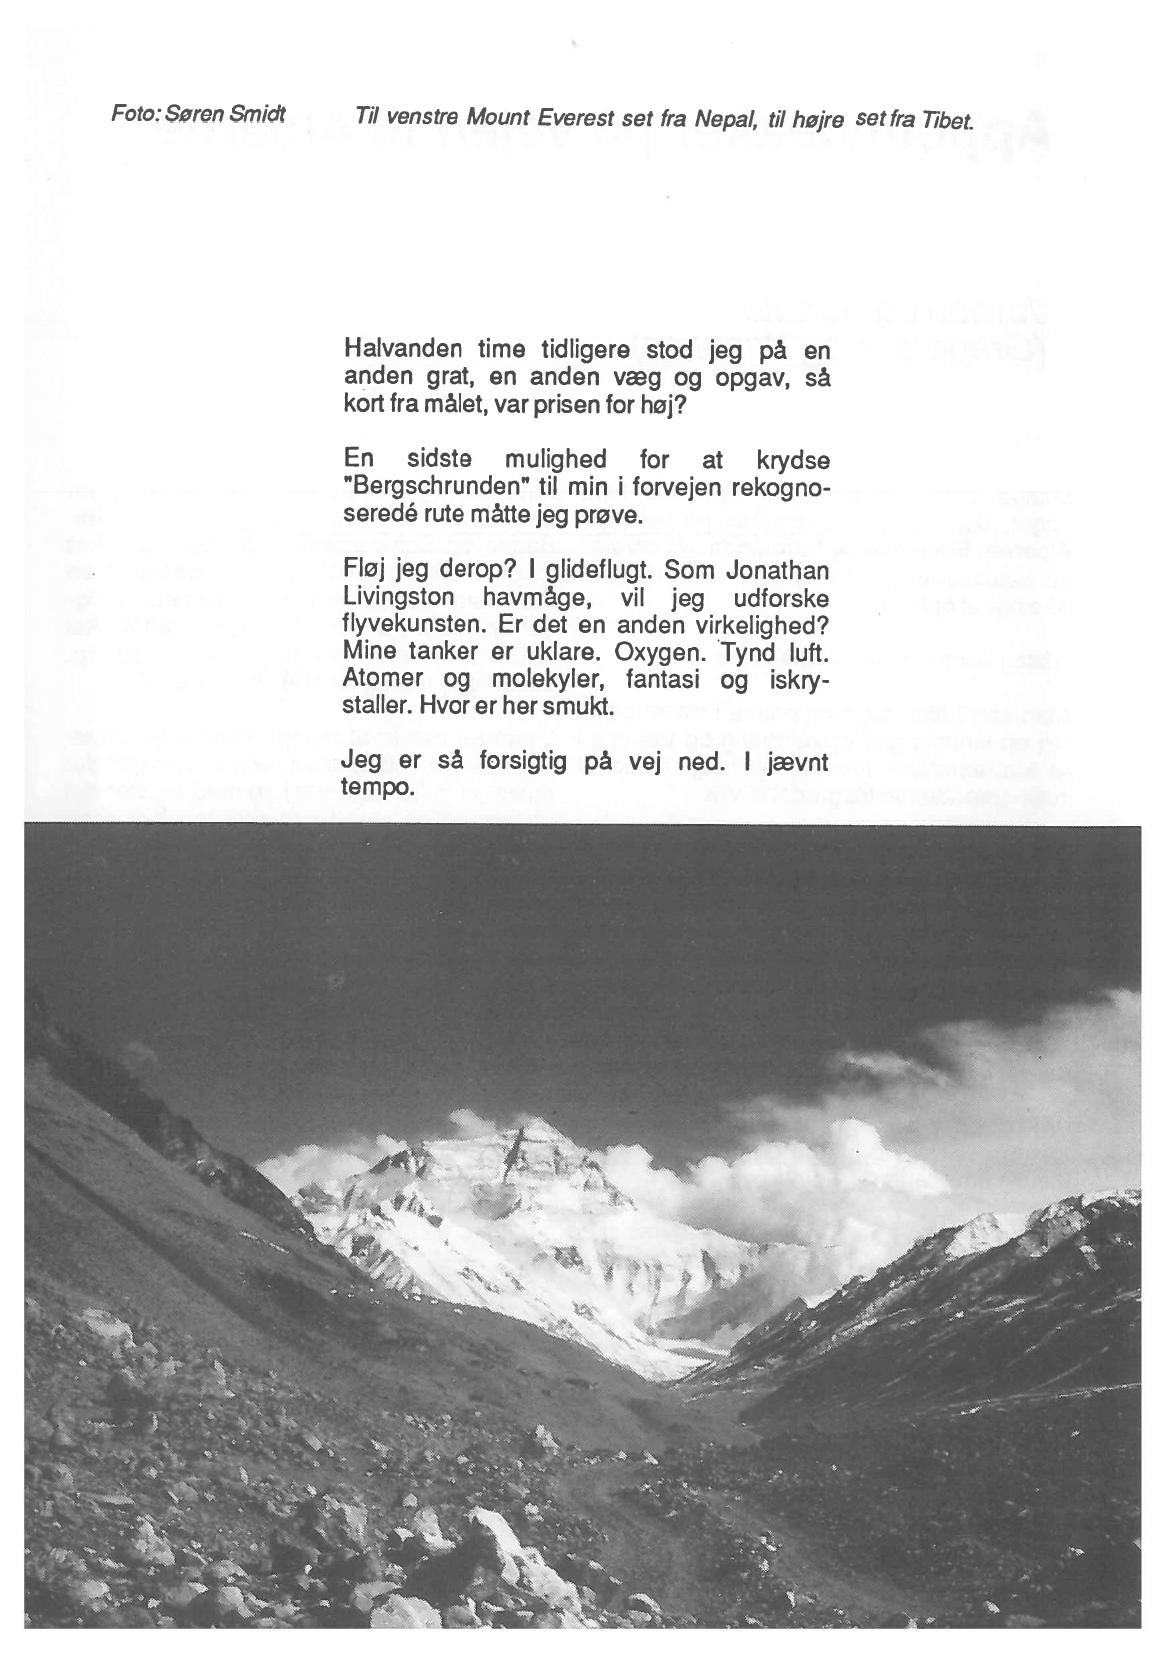 Foto: Søren Smidt
Til venstre Mount Everest set fra Nepal, til højre set fra Tibet.
Halvanden time tidligere stod jeg på en
anden grat, en anden væg og opgav, så
kort fra målet, var prisen for høj?
En sidste mulighed for at krydse
"Bergschrunden" til min i forvejen rekogno-
seredé rute måtte jeg prøve.
Fløj jeg derop? I glideflugt. Som Jonathan
Livingston havmåge, vil jeg udforske
flyvekunsten. Er det en anden virkelighed?
Mine tanker er uklare. Oxygen. Tynd luft.
Atomer og molekyler, fantasi og iskry-
staller. Hvor er her smukt.
Jeg er så forsigtig på vej ned. I jævnt
tempo.